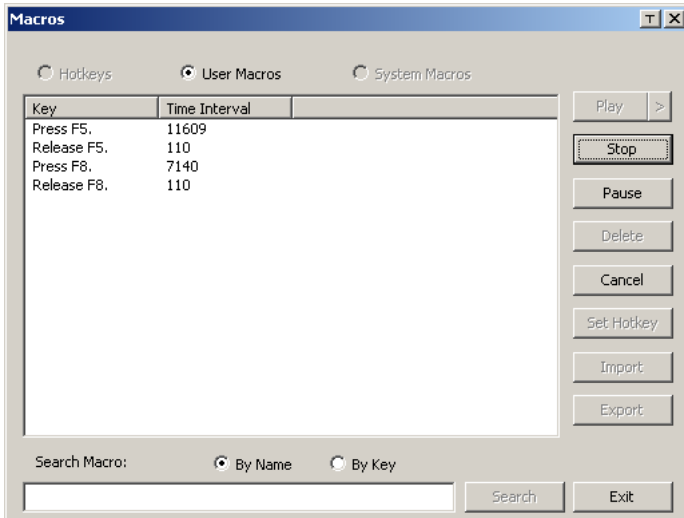 Macros
Hotkeys User Macros System Macros
Key Time Interval
Press F5. 11609
Release F5. 110
Press F8. 7140
Release F8. 110
Play >
Stop
Pause
Delete
Cancel
Set Hotkey
Import
Export
Search Macro: By Name By Key
Search Exit